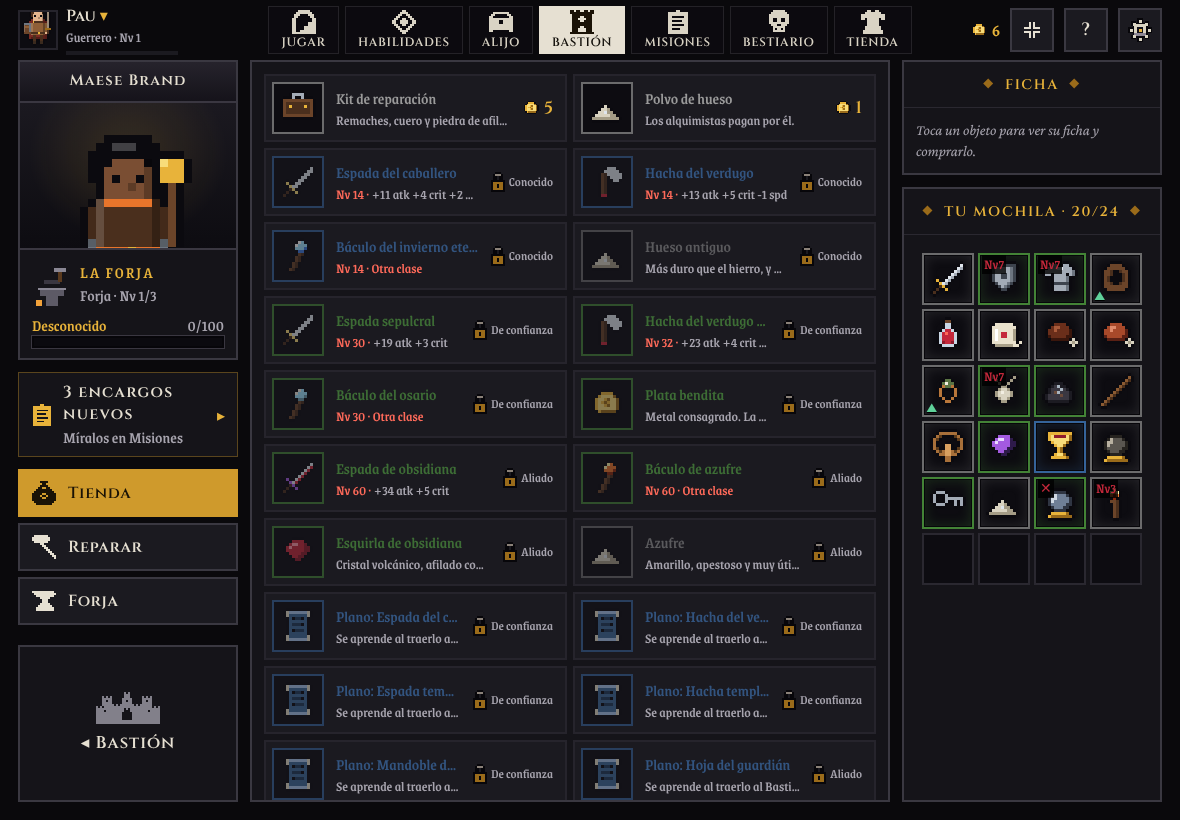 Pau ▾
Guerrero · Nv 1
JUGAR
HABILIDADES
ALIJO
BASTIÓN
MISIONES
BESTIARIO
TIENDA
6
?
Maese Brand
LA FORJA
Forja · Nv 1/3
Desconocido 0/100
3 ENCARGOS
NUEVOS
Míralos en Misiones
▸
Tienda
Reparar
Forja
◂ Bastión
Kit de reparación
Remaches, cuero y piedra de afil...
5
Polvo de hueso
Los alquimistas pagan por él.
1
Espada del caballero
Nv 14 · +11 atk +4 crit +2 ...
Conocido
Hacha del verdugo
Nv 14 · +13 atk +5 crit -1 spd
Conocido
Báculo del invierno ete...
Nv 14 · Otra clase
Conocido
Hueso antiguo
Más duro que el hierro, y ...
Conocido
Espada sepulcral
Nv 30 · +19 atk +3 crit
De confianza
Hacha del verdugo ...
Nv 32 · +23 atk +4 crit ...
De confianza
Báculo del osario
Nv 30 · Otra clase
De confianza
Plata bendita
Metal consagrado. La ...
De confianza
Espada de obsidiana
Nv 60 · +34 atk +5 crit
Aliado
Báculo de azufre
Nv 60 · Otra clase
Aliado
Esquirla de obsidiana
Cristal volcánico, afilado co...
Aliado
Azufre
Amarillo, apestoso y muy úti...
Aliado
Plano: Espada del c...
Se aprende al traerlo a...
De confianza
Plano: Hacha del ve...
Se aprende al traerlo a...
De confianza
Plano: Espada tem...
Se aprende al traerlo a...
De confianza
Plano: Hacha templ...
Se aprende al traerlo a...
De confianza
Plano: Mandoble d...
Se aprende al traerlo a...
De confianza
Plano: Hoja del guardián
Se aprende al traerlo al Basti...
Aliado
◆ FICHA ◆
Toca un objeto para ver su ficha y
comprarlo.
◆ TU MOCHILA · 20/24 ◆
Nv7
Nv7
Nv7
Nv3